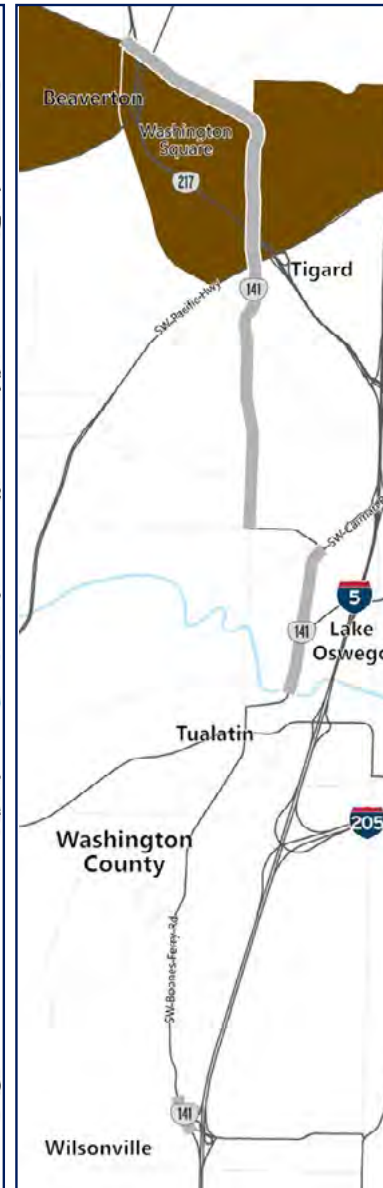 Beaverton
Washington
Square
217
Tigard
141
SW Pacific Hwy
5
141
Lake
Oswego
Tualatin
Washington
County
205
SW Boones Ferry Rd
141
Wilsonville